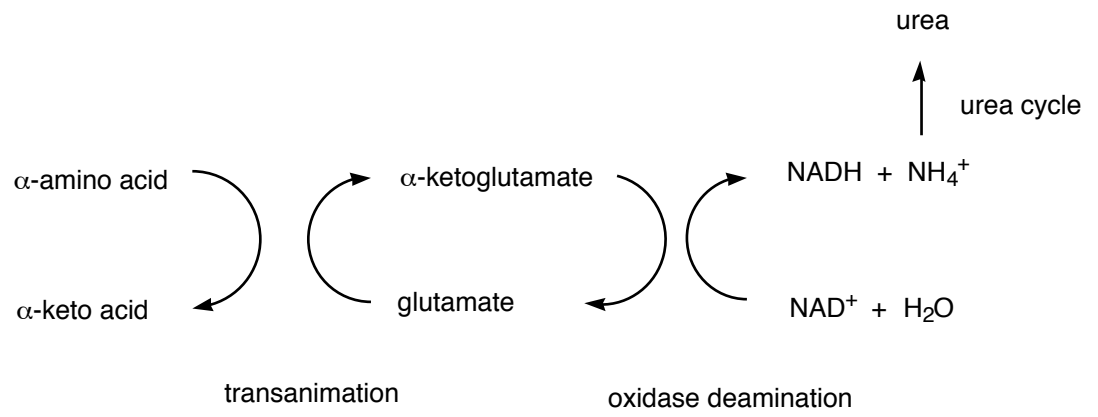 urea
urea cycle
α-amino acid
α-ketoglutamate
NADH + NH₄⁺
α-keto acid
glutamate
NAD⁺ + H₂O
transanimation
oxidase deamination